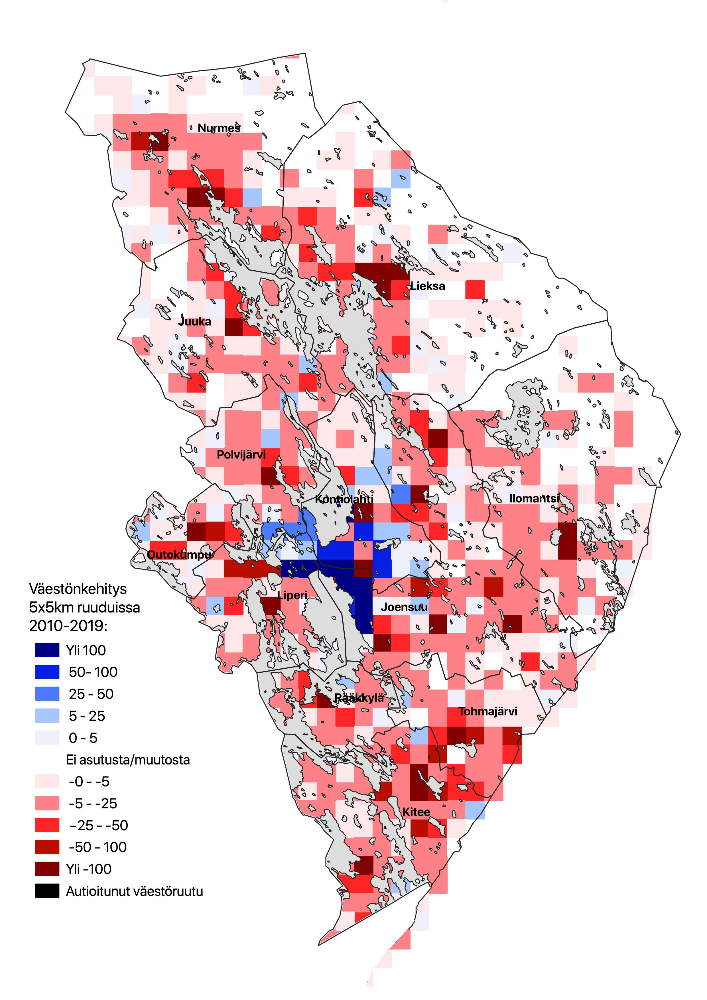 Nurmes
Lieksa
Juuka
Polvijärvi
Kontiolahti
Ilomantsi
Outokumpu
Liperi
Joensuu
Rääkkylä
Tohmajärvi
Kitee
Väestönkehitys
5x5km ruuduissa
2010-2019:
Yli 100
50- 100
25 - 50
5 - 25
0 - 5
Ei asutusta/muutosta
-0 - -5
-5 - -25
−25 - -50
-50 - 100
Yli -100
Autioitunut väestöruutu